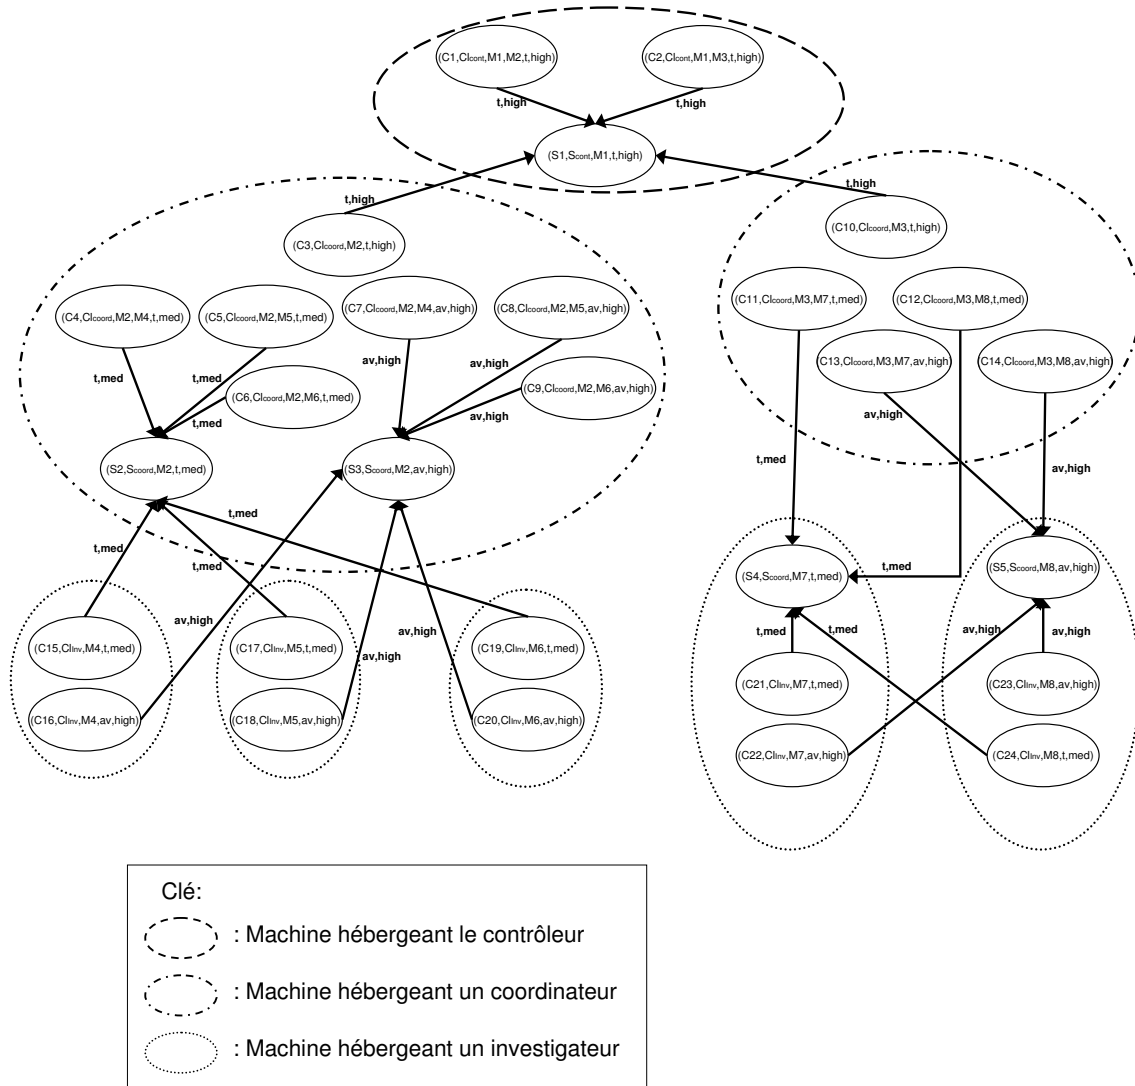 (C1,Clcont,M1,M2,t,high)
(C2,Clcont,M1,M3,t,high)
t,high
t,high
(S1,Scont,M1,t,high)
t,high
t,high
(C3,Clcoord,M2,t,high)
(C10,Clcoord,M3,t,high)
(C4,Clcoord,M2,M4,t,med)
(C5,Clcoord,M2,M5,t,med)
(C7,Clcoord,M2,M4,av,high)
(C8,Clcoord,M2,M5,av,high)
(C11,Clcoord,M3,M7,t,med)
(C12,Clcoord,M3,M8,t,med)
av,high
av,high
(C13,Clcoord,M3,M7,av,high)
(C14,Clcoord,M3,M8,av,high)
t,med
t,med
(C6,Clcoord,M2,M6,t,med)
(C9,Clcoord,M2,M6,av,high)
t,med
av,high
av,high
(S2,Scoord,M2,t,med)
(S3,Scoord,M2,av,high)
t,med
av,high
t,med
t,med
t,med
(S4,Scoord,M7,t,med)
t,med
(S5,Scoord,M8,av,high)
av,high
t,med
t,med
av,high
av,high
(C15,ClInv,M4,t,med)
(C17,ClInv,M5,t,med)
av,high
(C19,ClInv,M6,t,med)
(C21,ClInv,M7,t,med)
(C23,ClInv,M8,av,high)
(C16,ClInv,M4,av,high)
(C18,ClInv,M5,av,high)
(C20,ClInv,M6,av,high)
(C22,ClInv,M7,av,high)
(C24,ClInv,M8,t,med)
Clé:
: Machine hébergeant le contrôleur
: Machine hébergeant un coordinateur
: Machine hébergeant un investigateur